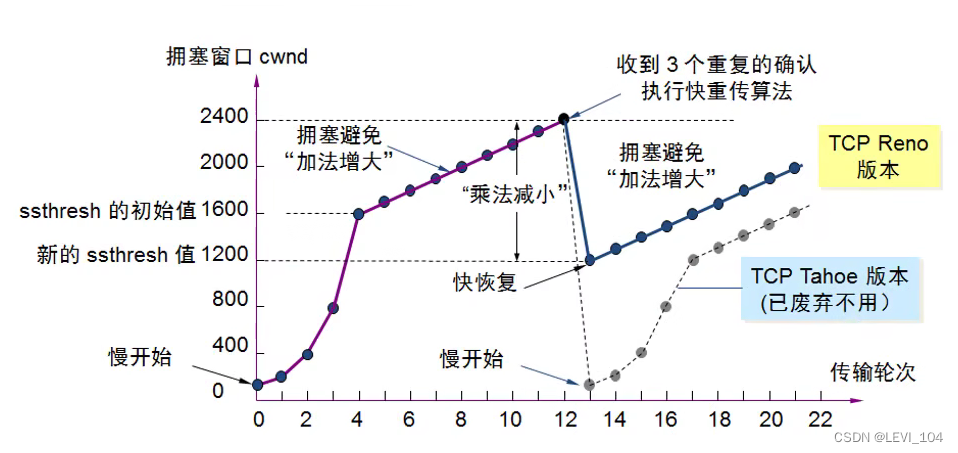 拥塞窗口 cwnd
收到 3 个重复的确认
执行快重传算法
2400
拥塞避免
“加法增大”
拥塞避免
“加法增大”
TCP Reno
版本
2000
“乘法减小”
ssthresh 的初始值 1600
新的 ssthresh 值 1200
快恢复
TCP Tahoe 版本
(已废弃不用）
800
慢开始
慢开始
400
传输轮次
0
0 2 4 6 8 10 12 14 16 18 20 21 22
CSDN @LEVI_104